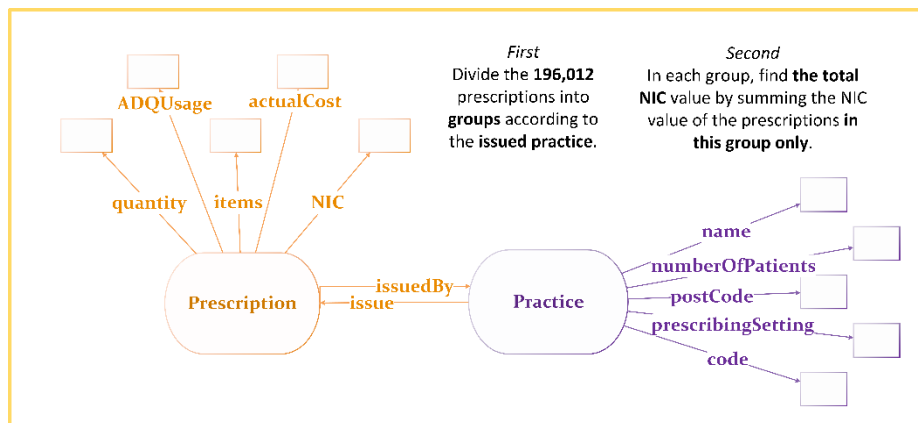 First
Divide the 196,012
prescriptions into
groups according to
the issued practice.
Second
In each group, find the total
NIC value by summing the NIC
value of the prescriptions in
this group only.
ADQUsage
actualCost
quantity
items
NIC
Prescription
issuedBy
issue
Practice
name
numberOfPatients
postCode
prescribingSetting
code